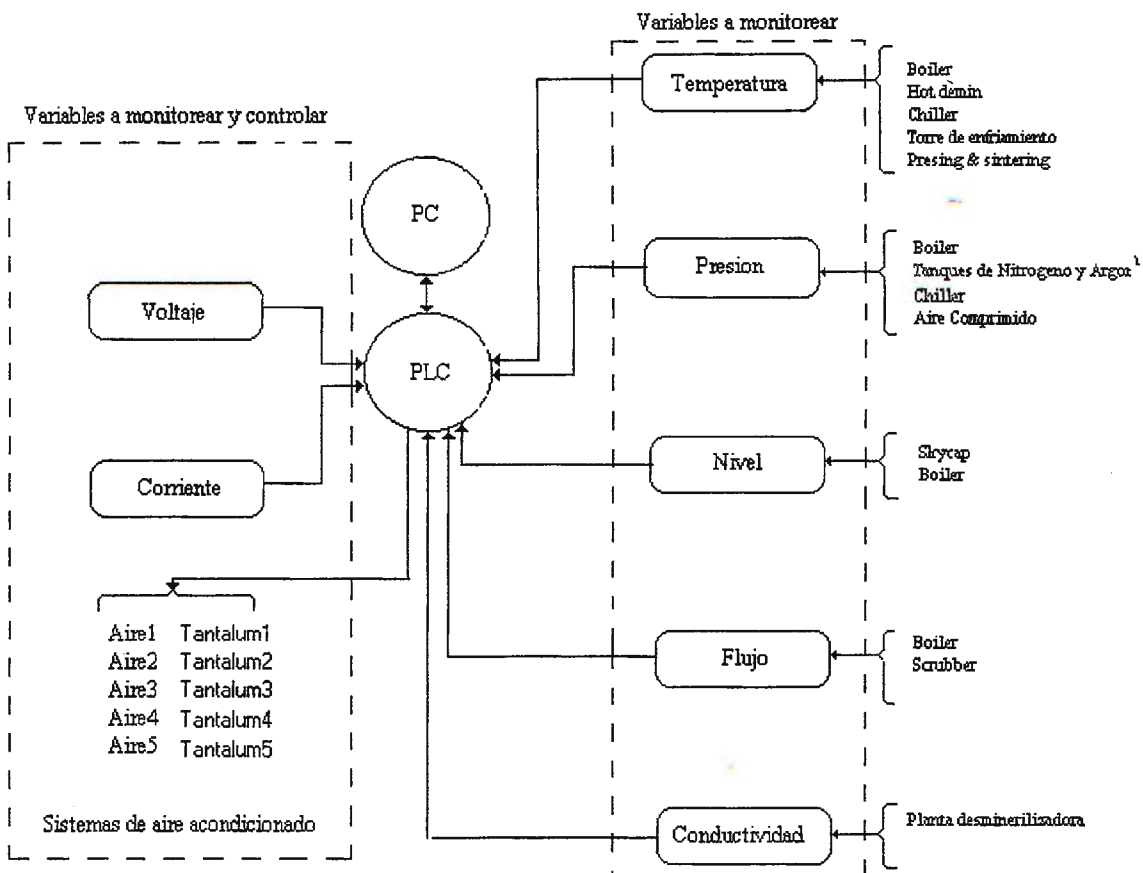 Variables a monitorear
Temperatura
Boiler
Hot dèmin
Chiller
Torre de enfriamiento
Presing & sintering
Variables a monitorear y controlar
PC
Presion
Boiler
Tanques de Nitrogeno y Argon
Chiller
Aire Comprimido
Voltaje
PLC
Corriente
Nivel
Skycap
Boiler
Aire1 Tantalum1
Aire2 Tantalum2
Aire3 Tantalum3
Aire4 Tantalum4
Aire5 Tantalum5
Flujo
Boiler
Scrubber
Sistemas de aire acondicionado
Conductividad
Planta desminerilizadora